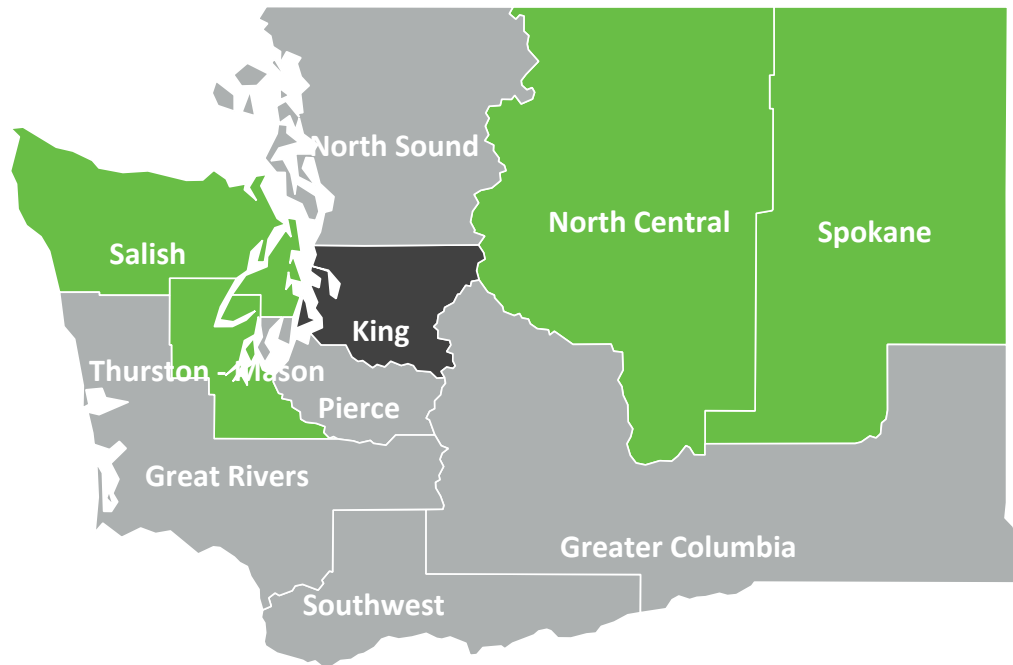 North Sound
North Central
Spokane
Salish
King
Thurston - Mason
Pierce
Great Rivers
Greater Columbia
Southwest